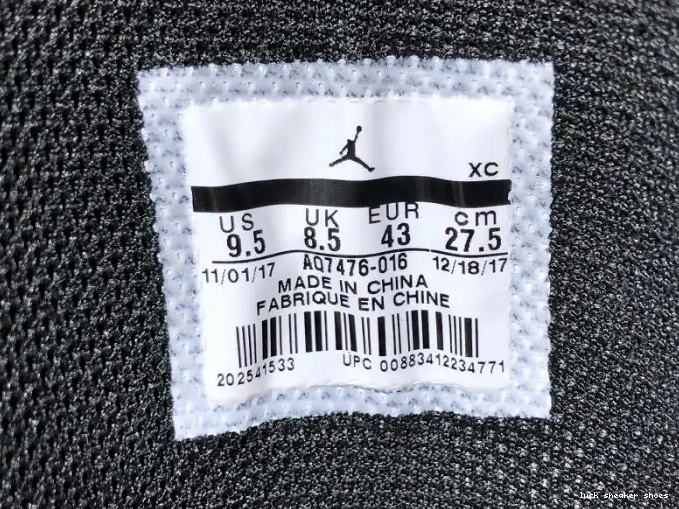 XC
US UK EUR cm
9.5 8.5 43 27.5
11/01/17 AQ7476-016 12/18/17
MADE IN CHINA
FABRIQUE EN CHINE
202541533 UPC 00883412234771
luck sneaker shoes